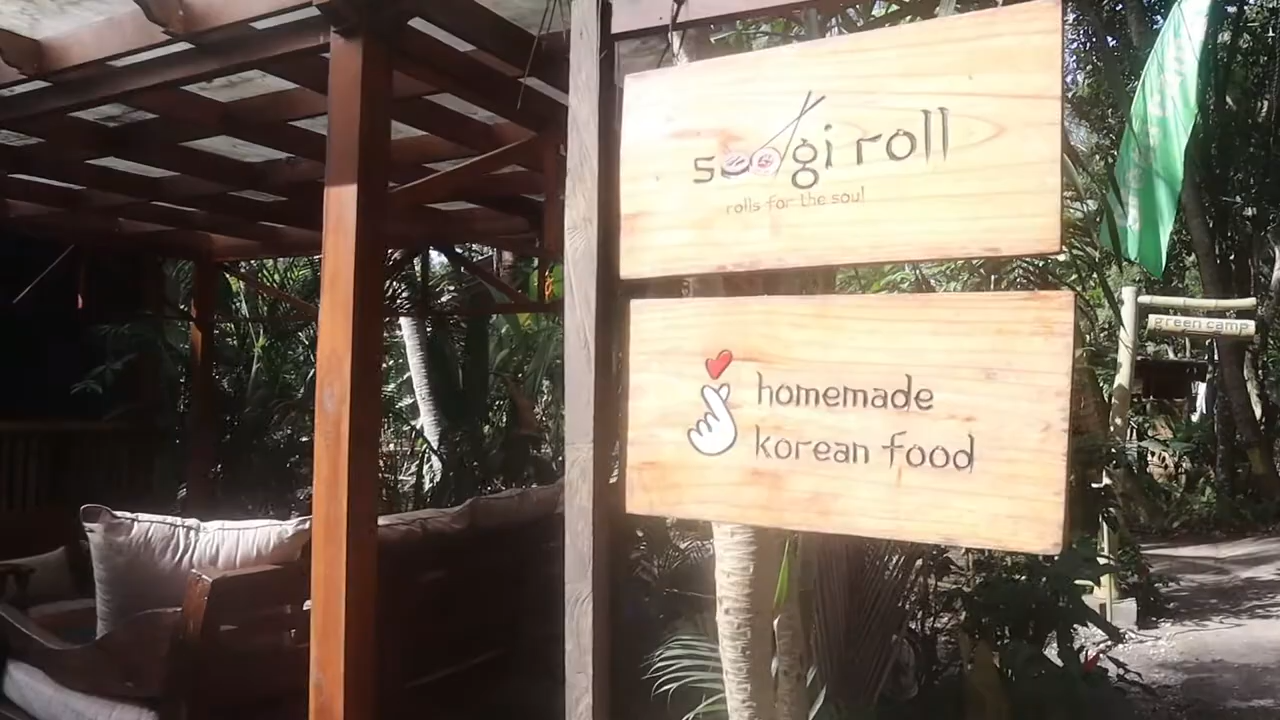 soogi roll
rolls for the soul
homemade
korean food
green camp